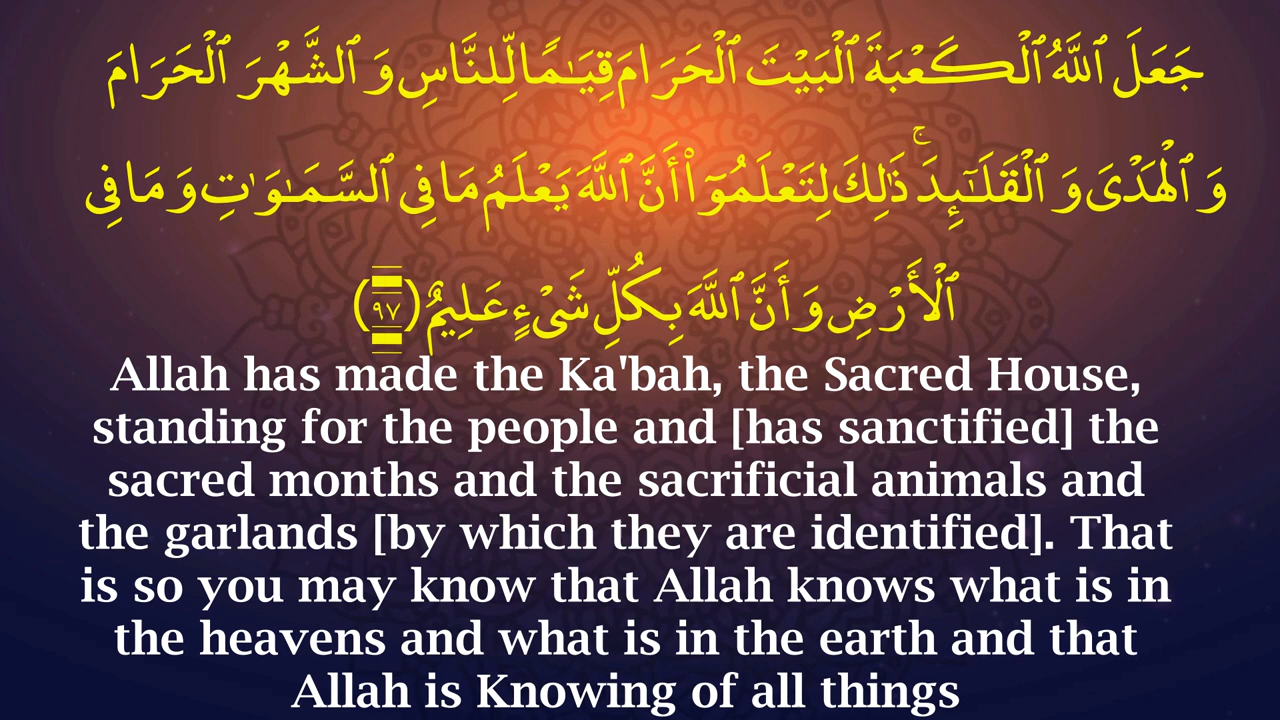 جَعَلَ ٱللَّهُ ٱلْكَعْبَةَ ٱلْبَيْتَ ٱلْحَرَامَ قِيَـٰمًا لِّلنَّاسِ وَ ٱلشَّهْرَ ٱلْحَرَامَ
وَ ٱلْهَدْىَ وَ ٱلْقَلَـٰٓئِدَ ۚ ذَٰلِكَ لِتَعْلَمُوٓا۟ أَنَّ ٱللَّهَ يَعْلَمُ مَا فِى ٱلسَّمَـٰوَٰتِ وَ مَا فِى
ٱلْأَرْضِ وَ أَنَّ ٱللَّهَ بِكُلِّ شَىْءٍ عَلِيمٌ (٩٧)
Allah has made the Ka'bah, the Sacred House,
standing for the people and [has sanctified] the
sacred months and the sacrificial animals and
the garlands [by which they are identified]. That
is so you may know that Allah knows what is in
the heavens and what is in the earth and that
Allah is Knowing of all things